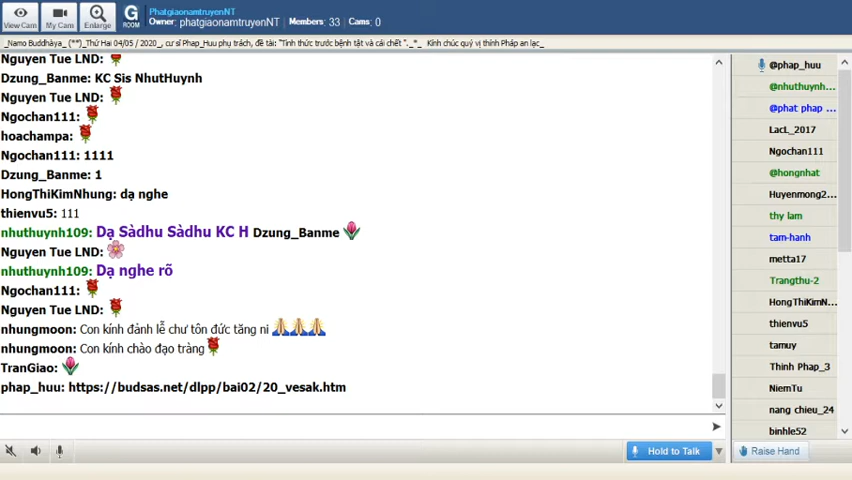 View Cam
My Cam
Enlarge
G
ROOM
PhatgiaonamtruyenNT
Owner: phatgiaonamtruyenNT Members: 33 Cams: 0
_Namo Buddhàya_ (**)_Thứ Hai 04/05 / 2020_, cư sĩ Phap_Huu phụ trách, đề tài: "Tinh thức trước bệnh tật và cái chết "._*_ Kính chúc quý vị thính Pháp an lạc_
Nguyen Tue LND:
Dzung_Banme: KC Sis NhutHuynh
Nguyen Tue LND:
Ngochan111:
hoachampa:
Ngochan111: 1111
Dzung_Banme: 1
HongThiKimNhung: dạ nghe
thienvu5: 111
nhuthuynh109: Dạ Sàdhu Sàdhu KC H Dzung_Banme
Nguyen Tue LND:
nhuthuynh109: Dạ nghe rõ
Ngochan111:
Nguyen Tue LND:
nhungmoon: Con kính đảnh lễ chư tôn đức tăng ni
nhungmoon: Con kính chào đạo tràng
TranGiao:
phap_huu: https://budsas.net/dlpp/bai02/20_vesak.htm
@phap_huu
@nhuthuynh...
@phat phap ...
LacL_2017
Ngochan111
@hongnhat
Huyenmong2...
thy lam
tam-hanh
metta17
Trangthu-2
HongThiKimN...
thienvu5
tamuy
Thinh Phap_3
NiemTu
nang chieu_24
binhle52
Hold to Talk
Raise Hand